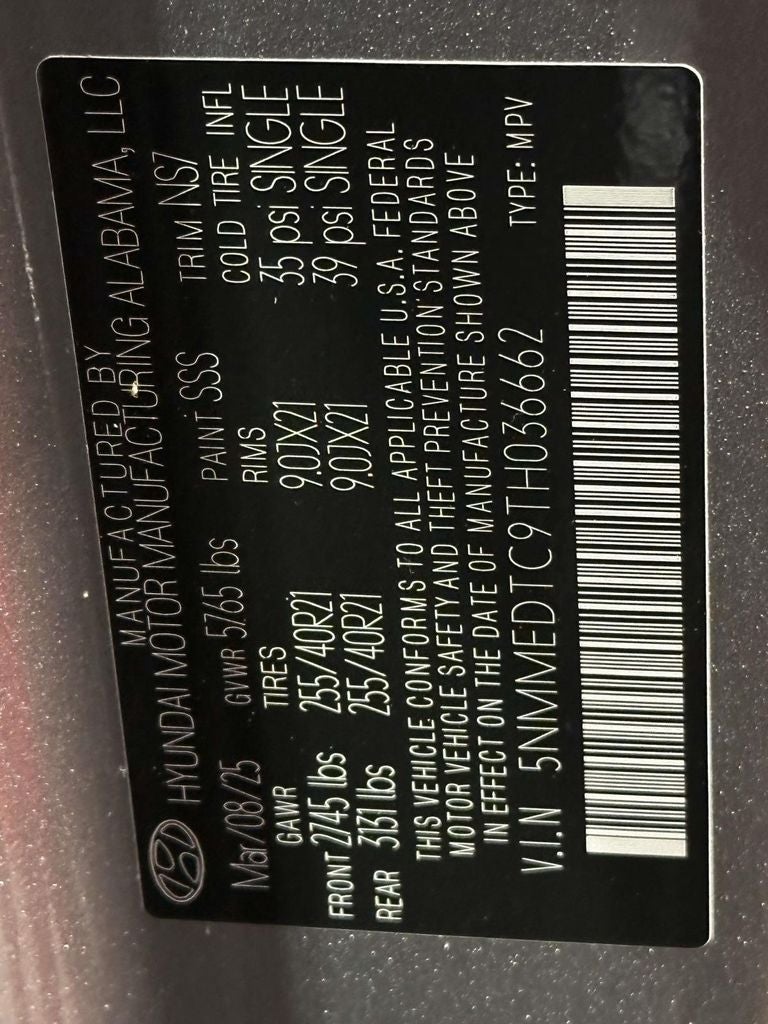 MANUFACTURED BY
HYUNDAI MOTOR MANUFACTURING ALABAMA, LLC
Mar/08/25 GVWR 5765 lbs PAINT SSS TRIM NS7
GAWR TIRES RIMS COLD TIRE INFL
FRONT 2745 lbs 255/40R21 9.0JX21 35 psi SINGLE
REAR 3131 lbs 255/40R21 9.0JX21 39 psi SINGLE
THIS VEHICLE CONFORMS TO ALL APPLICABLE U.S.A. FEDERAL
MOTOR VEHICLE SAFETY AND THEFT PREVENTION STANDARDS
IN EFFECT ON THE DATE OF MANUFACTURE SHOWN ABOVE
V.I.N 5NMMEDTC9TH036662 TYPE: MPV